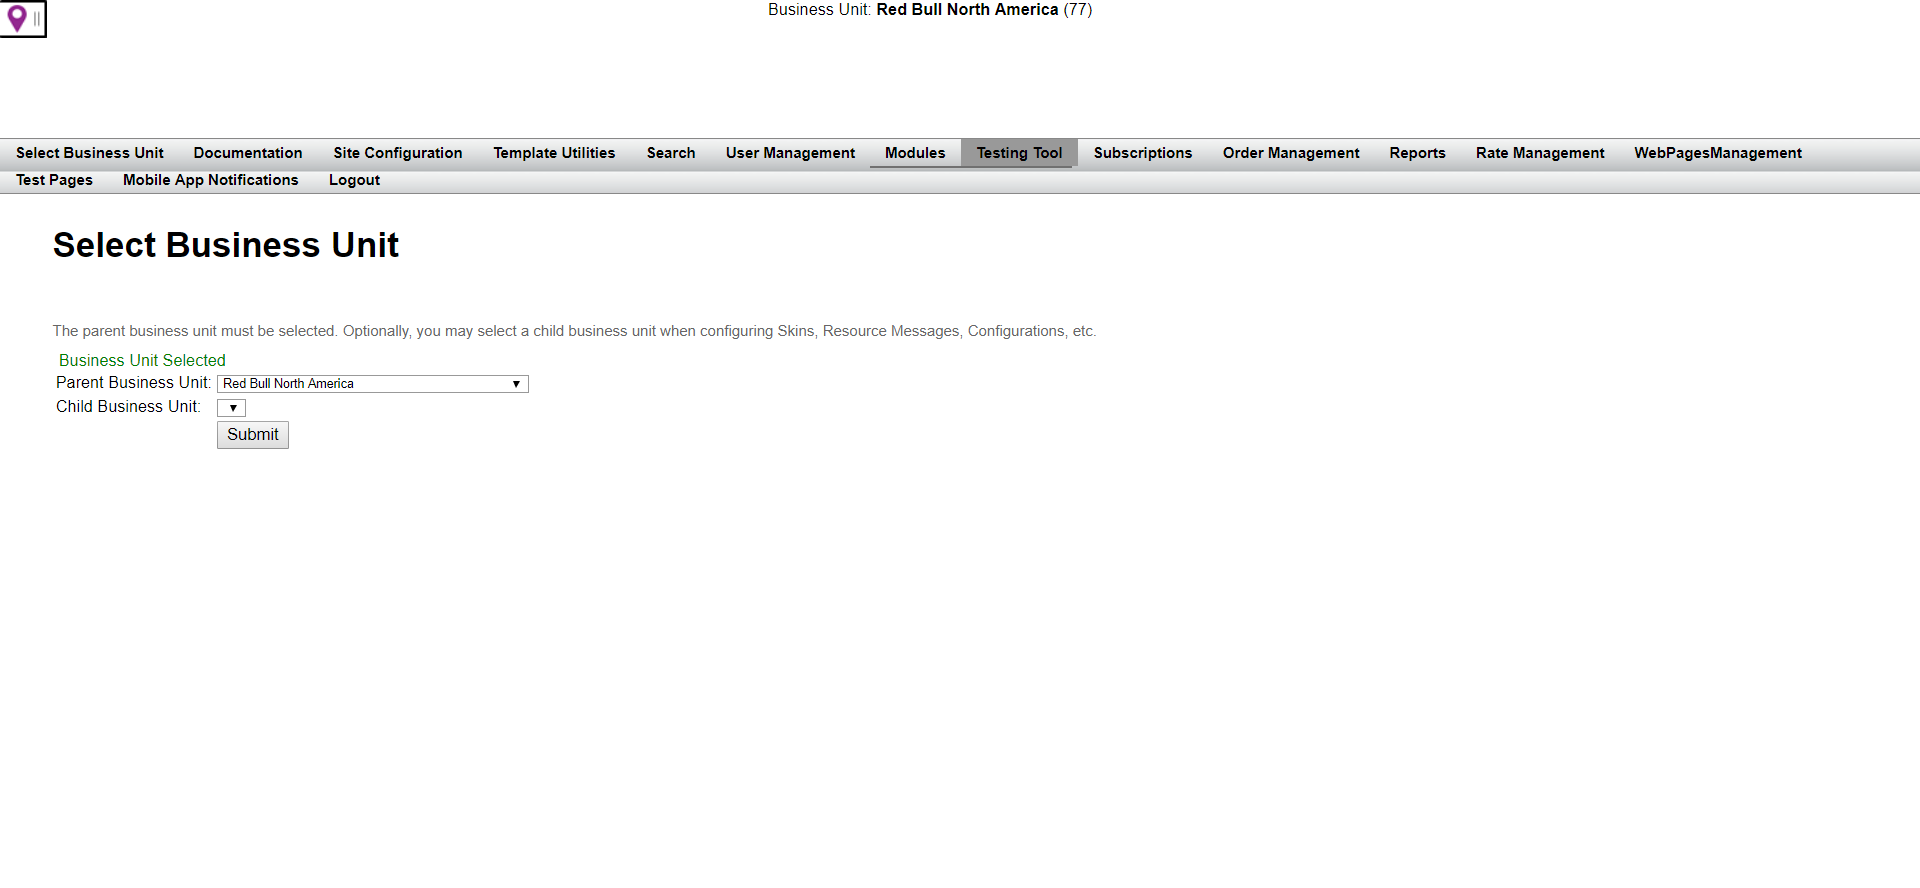 Business Unit: Red Bull North America (77)
Select Business Unit Documentation Site Configuration Template Utilities Search User Management Modules Testing Tool Subscriptions Order Management Reports Rate Management WebPagesManagement
Test Pages Mobile App Notifications Logout
Select Business Unit
The parent business unit must be selected. Optionally, you may select a child business unit when configuring Skins, Resource Messages, Configurations, etc.
Business Unit Selected
Parent Business Unit: Red Bull North America
Child Business Unit:
Submit